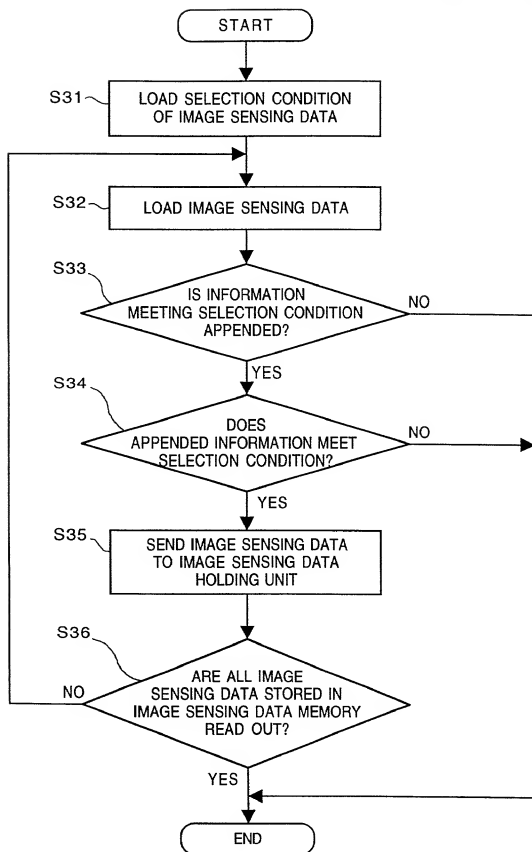 START
S31
LOAD SELECTION CONDITION
OF IMAGE SENSING DATA
S32
LOAD IMAGE SENSING DATA
S33
IS INFORMATION
MEETING SELECTION CONDITION
APPENDED?
NO
YES
S34
DOES
APPENDED INFORMATION MEET
SELECTION CONDITION?
NO
YES
S35
SEND IMAGE SENSING DATA
TO IMAGE SENSING DATA
HOLDING UNIT
S36
ARE ALL IMAGE
SENSING DATA STORED IN
IMAGE SENSING DATA MEMORY
READ OUT?
NO
YES
END